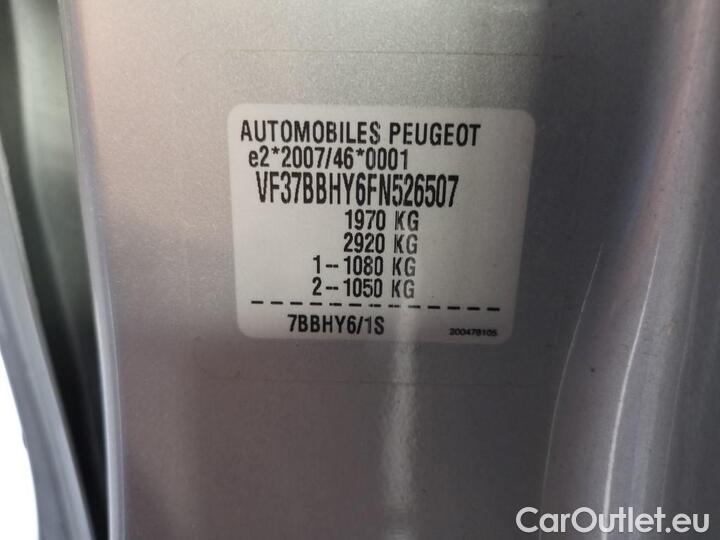 AUTOMOBILES PEUGEOT
e2*2007/46*0001
VF37BBHY6FN526507
1970 KG
2920 KG
1--1080 KG
2--1050 KG
7BBHY6/1S
200478105
CarOutlet.eu